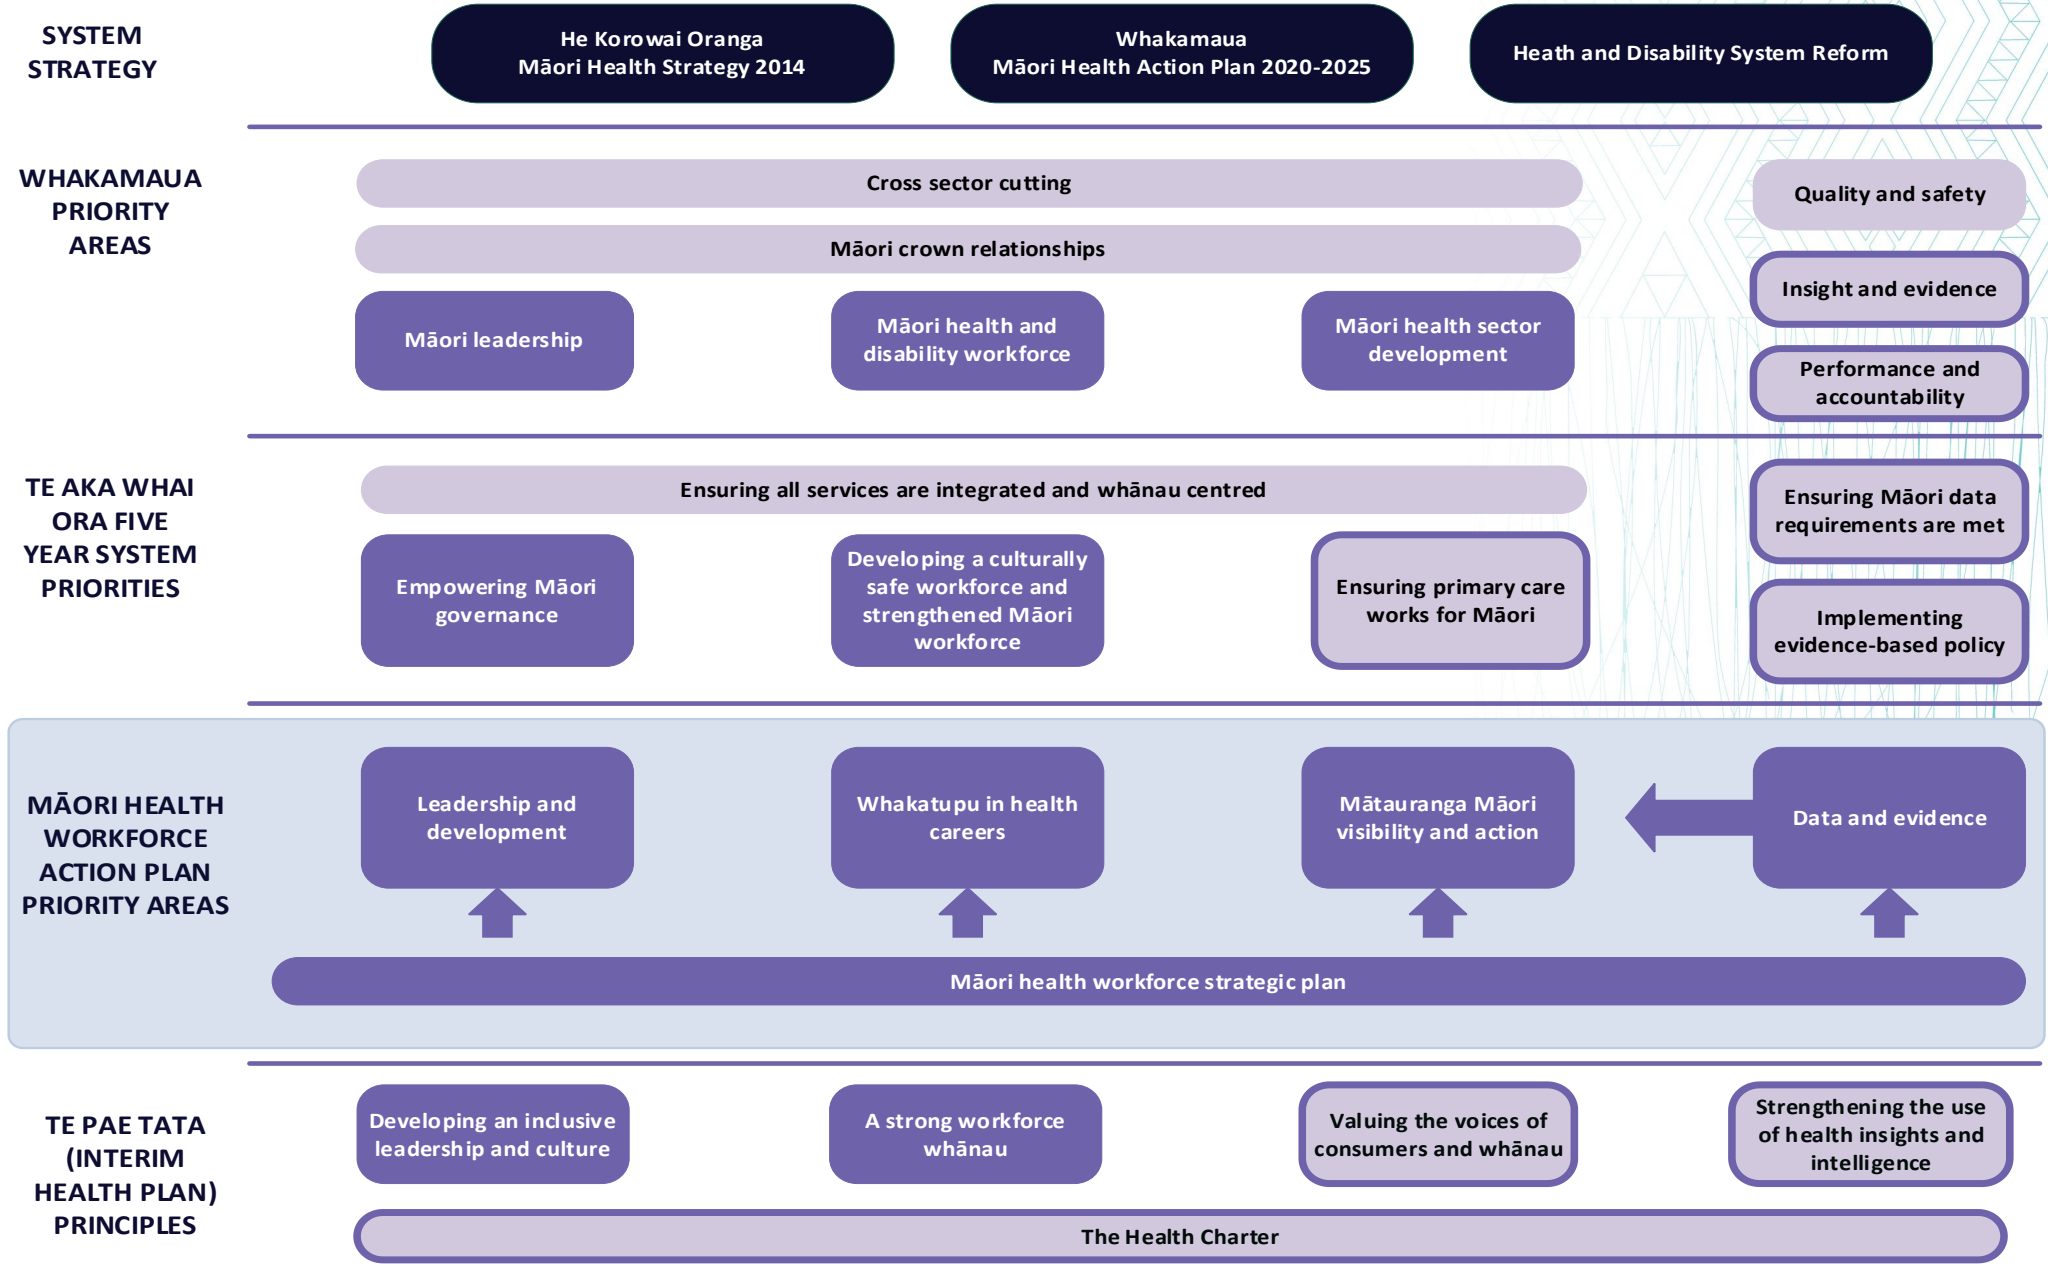 SYSTEM
STRATEGY
He Korowai Oranga
Māori Health Strategy 2014
Whakamaua
Māori Health Action Plan 2020-2025
Heath and Disability System Reform
WHAKAMAUA
PRIORITY
AREAS
Cross sector cutting
Māori crown relationships
Māori leadership
Māori health and
disability workforce
Māori health sector
development
Quality and safety
Insight and evidence
Performance and
accountability
TE AKA WHAI
ORA FIVE
YEAR SYSTEM
PRIORITIES
Ensuring all services are integrated and whānau centred
Empowering Māori
governance
Developing a culturally
safe workforce and
strengthened Māori
workforce
Ensuring primary care
works for Māori
Ensuring Māori data
requirements are met
Implementing
evidence-based policy
MĀORI HEALTH
WORKFORCE
ACTION PLAN
PRIORITY AREAS
Leadership and
development
Whakatupu in health
careers
Mātauranga Māori
visibility and action
Data and evidence
Māori health workforce strategic plan
TE PAE TATA
(INTERIM
HEALTH PLAN)
PRINCIPLES
Developing an inclusive
leadership and culture
A strong workforce
whānau
Valuing the voices of
consumers and whānau
Strengthening the use
of health insights and
intelligence
The Health Charter